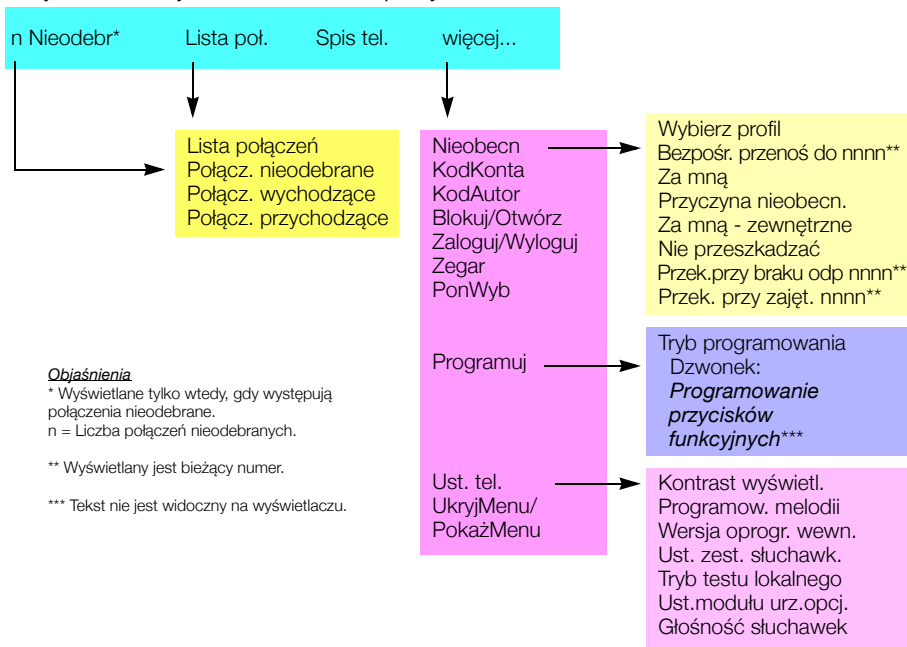 n Nieodebr* Lista poł. Spis tel. więcej...
Lista połączeń
Połącz. nieodebrane
Połącz. wychodzące
Połącz. przychodzące
Nieobecn
KodKonta
KodAutor
Blokuj/Otwórz
Zaloguj/Wyloguj
Zegar
PonWyb
Programuj
Ust. tel.
UkryjMenu/
PokażMenu
Wybierz profil
Bezpośr. przenoś do nnnn**
Za mną
Przyczyna nieobecn.
Za mną - zewnętrzne
Nie przeszkadzać
Przek.przy braku odp nnnn**
Przek. przy zajęt. nnnn**
Tryb programowania
Dzwonek:
Programowanie
przycisków
funkcyjnych***
Kontrast wyświetl.
Programow. melodii
Wersja oprogr. wewn.
Ust. zest. słuchawk.
Tryb testu lokalnego
Ust.modułu urz.opcj.
Głośność słuchawek
Objaśnienia
* Wyświetlane tylko wtedy, gdy występują
połączenia nieodebrane.
n = Liczba połączeń nieodebranych.
** Wyświetlany jest bieżący numer.
*** Tekst nie jest widoczny na wyświetlaczu.